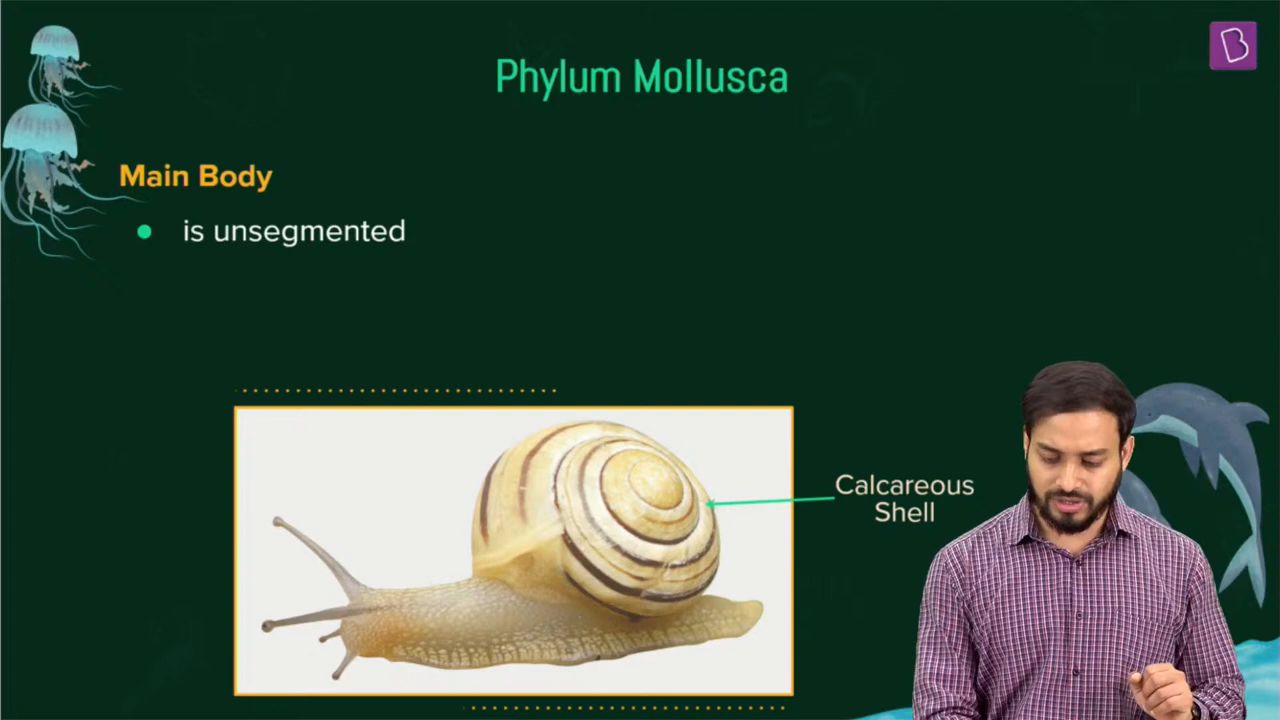 Phylum Mollusca
Main Body
is unsegmented
Calcareous
Shell